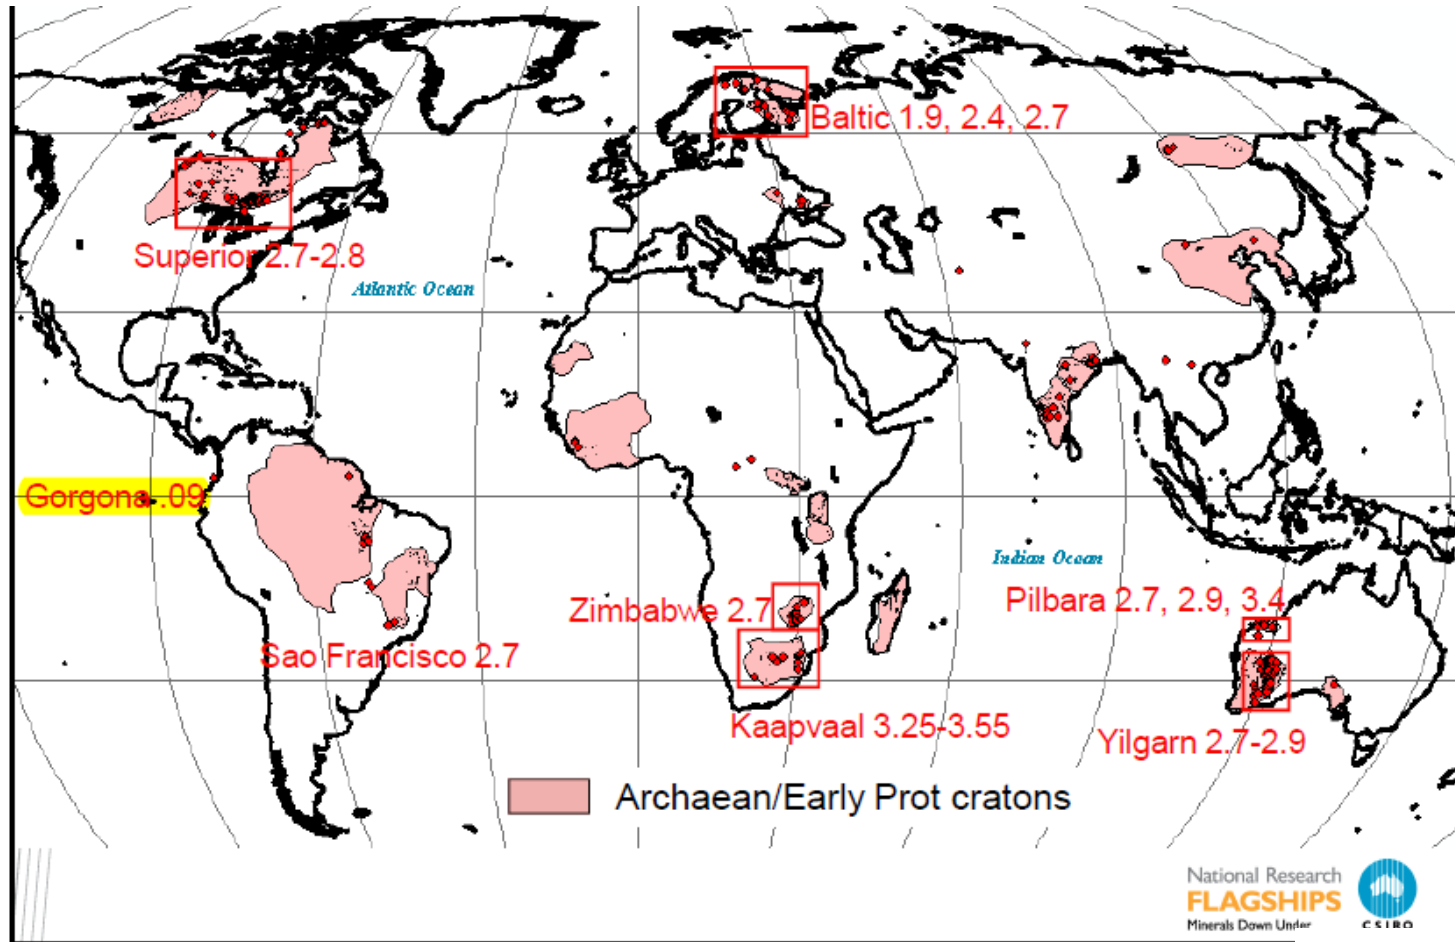 Baltic 1.9, 2.4, 2.7
Superior 2.7-2.8
Atlantic Ocean
Gorgona .09
Indian Ocean
Zimbabwe 2.7
Pilbara 2.7, 2.9, 3.4
Sao Francisco 2.7
Kaapvaal 3.25-3.55
Yilgarn 2.7-2.9
Archaean/Early Prot cratons
National Research
FLAGSHIPS
Minerals Down Under
CSIRO